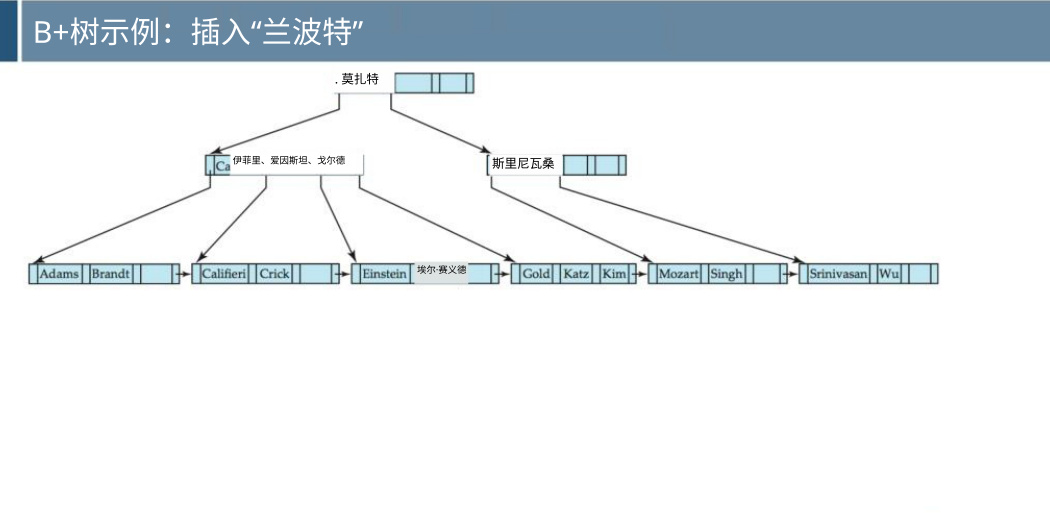 B+树示例：插入“兰波特”
. 莫扎特
Ca 伊菲里、爱因斯坦、戈尔德
斯里尼瓦桑
Adams Brandt
Califieri Crick
Einstein 埃尔·赛义德
Gold Katz Kim
Mozart Singh
Srinivasan Wu